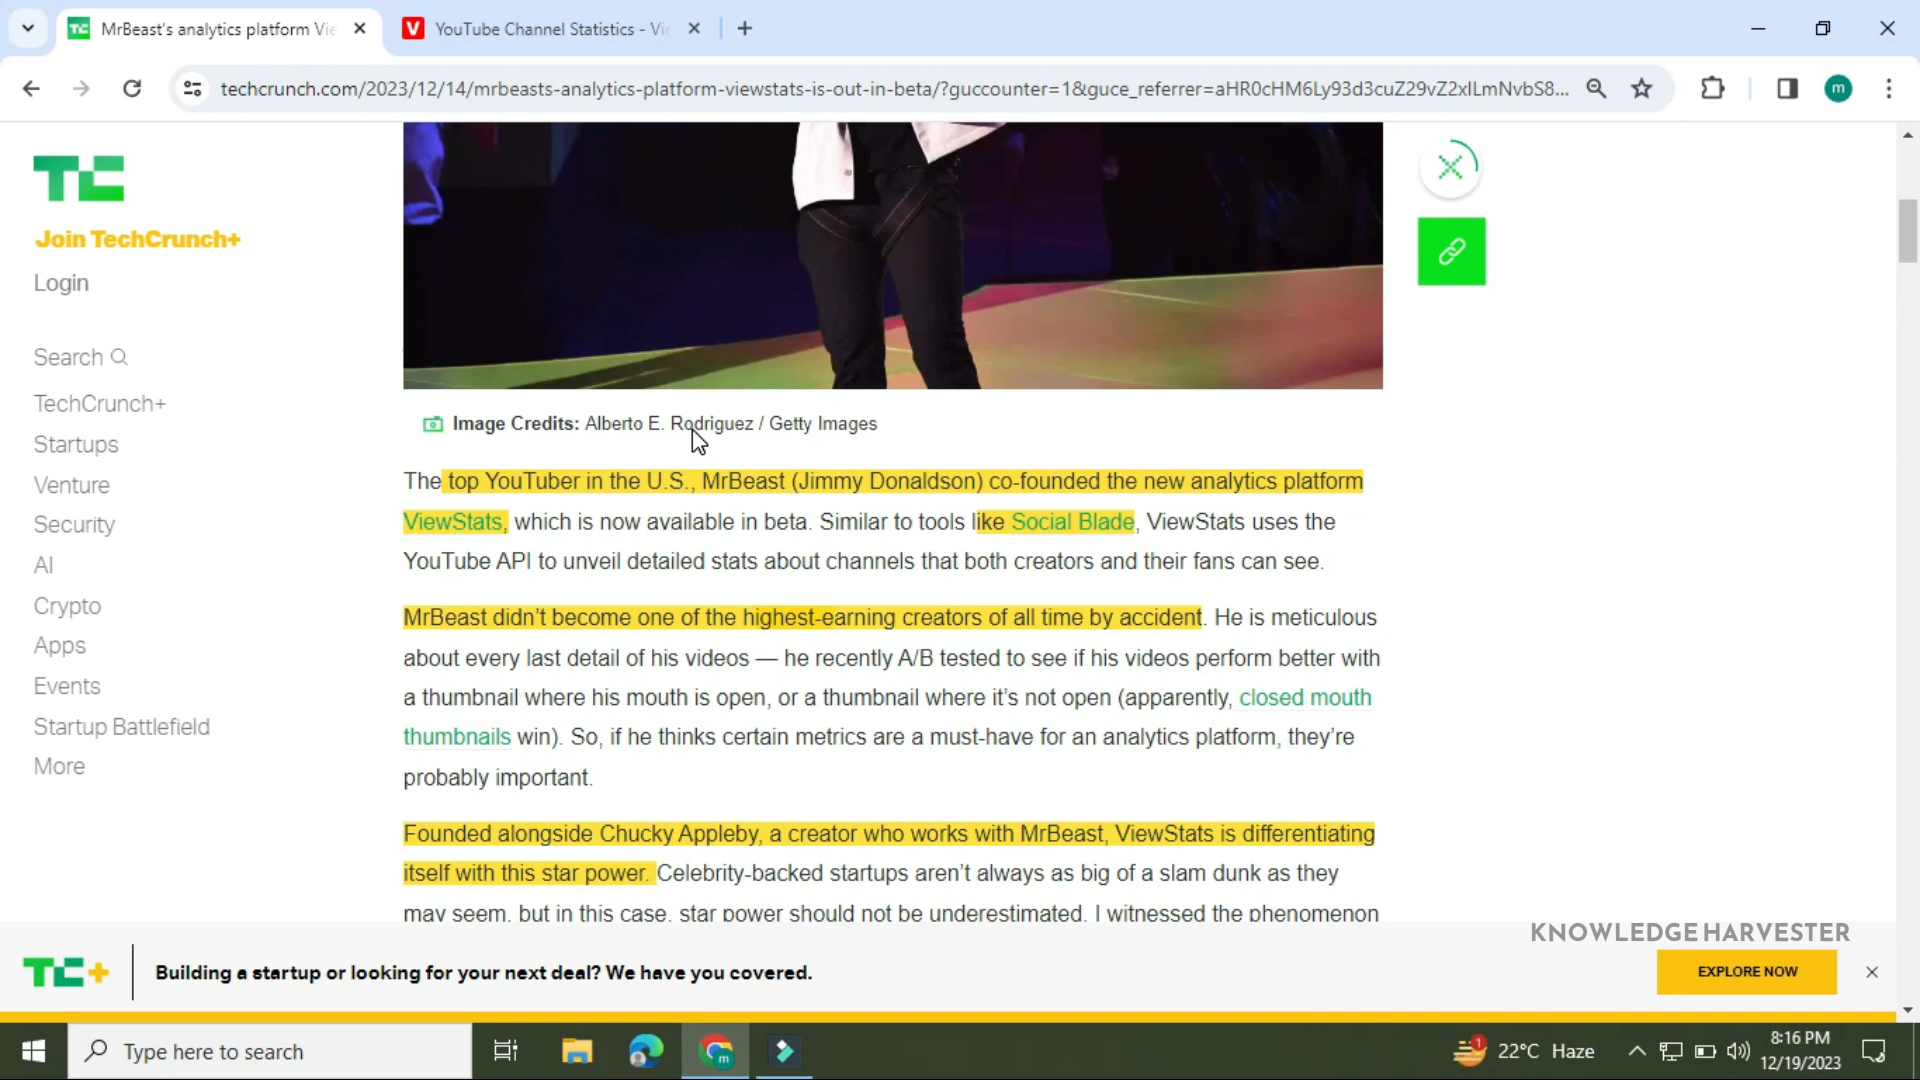 MrBeast's analytics platform Vie
YouTube Channel Statistics - Vie
techcrunch.com/2023/12/14/mrbeasts-analytics-platform-viewstats-is-out-in-beta/?guccounter=1&guce_referrer=aHR0cHM6Ly93d3cuZ29vZ2xlLmNvbS8...
m
TC
Join TechCrunch+
Login
Search
TechCrunch+
Startups
Venture
Security
AI
Crypto
Apps
Events
Startup Battlefield
More
Image Credits: Alberto E. Rodriguez / Getty Images
The top YouTuber in the U.S., MrBeast (Jimmy Donaldson) co-founded the new analytics platform
ViewStats, which is now available in beta. Similar to tools like Social Blade, ViewStats uses the
YouTube API to unveil detailed stats about channels that both creators and their fans can see.
MrBeast didn't become one of the highest-earning creators of all time by accident. He is meticulous
about every last detail of his videos — he recently A/B tested to see if his videos perform better with
a thumbnail where his mouth is open, or a thumbnail where it's not open (apparently, closed mouth
thumbnails win). So, if he thinks certain metrics are a must-have for an analytics platform, they're
probably important.
Founded alongside Chucky Appleby, a creator who works with MrBeast, ViewStats is differentiating
itself with this star power. Celebrity-backed startups aren't always as big of a slam dunk as they
may seem, but in this case, star power should not be underestimated. I witnessed the phenomenon
KNOWLEDGE HARVESTER
TC+
Building a startup or looking for your next deal? We have you covered.
EXPLORE NOW
Type here to search
m
1
22°C Haze
8:16 PM
12/19/2023